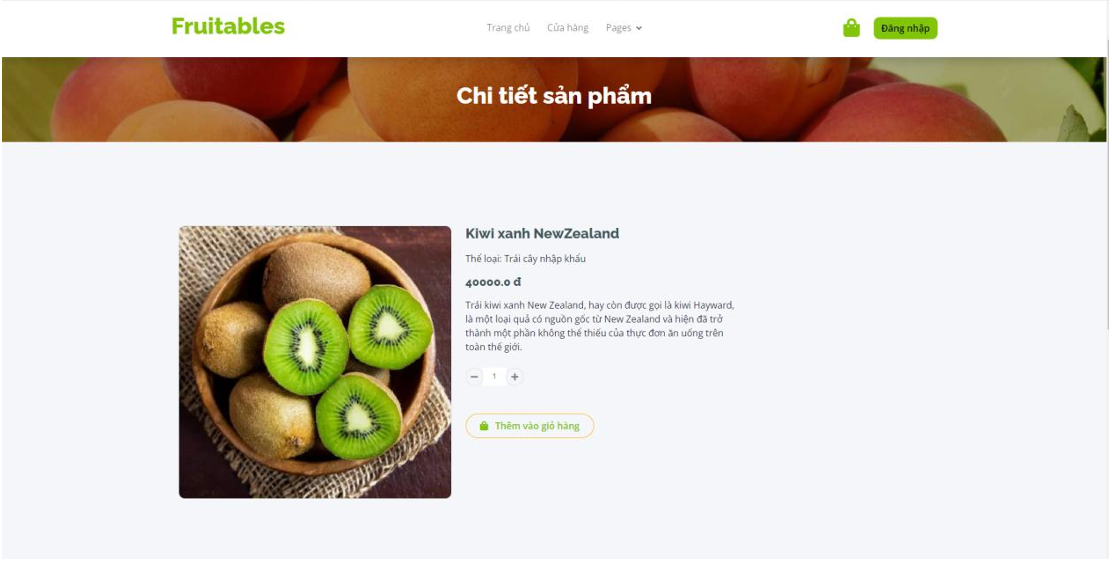 Fruitables
Trang chủ Cửa hàng Pages
Đăng nhập
Chi tiết sản phẩm
Kiwi xanh NewZealand
Thể loại: Trái cây nhập khẩu
40000.0 đ
Trái kiwi xanh New Zealand, hay còn được gọi là kiwi Hayward,
là một loại quả có nguồn gốc từ New Zealand và hiện đã trở
thành một phần không thể thiếu của thực đơn ăn uống trên
toàn thế giới.
− 1 +
Thêm vào giỏ hàng